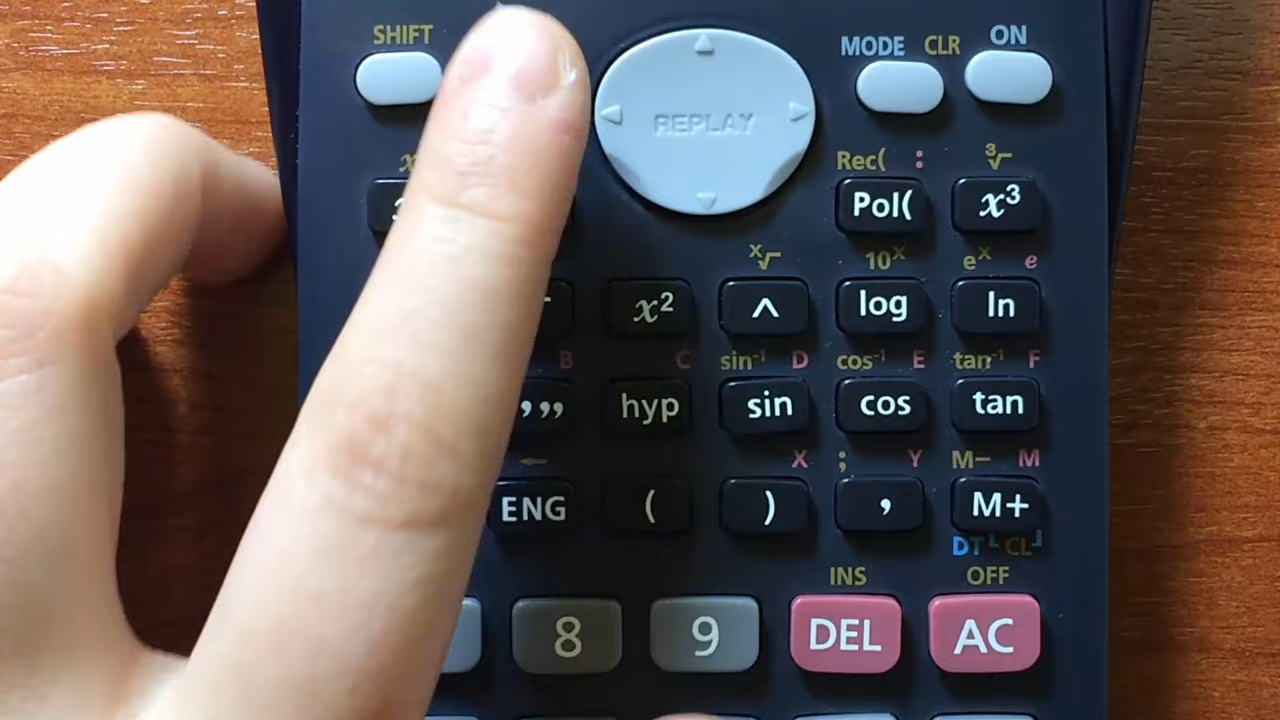 SHIFT MODE CLR ON
REPLAY
x Rec( : ³√
Pol( x³
x√ 10ˣ eˣ e
x² ^ log ln
B C sin⁻¹ D cos⁻¹ E tan⁻¹ F
,,, hyp sin cos tan
← X ; Y M− M
ENG ( ) , M+
DT CL
INS OFF
8 9 DEL AC